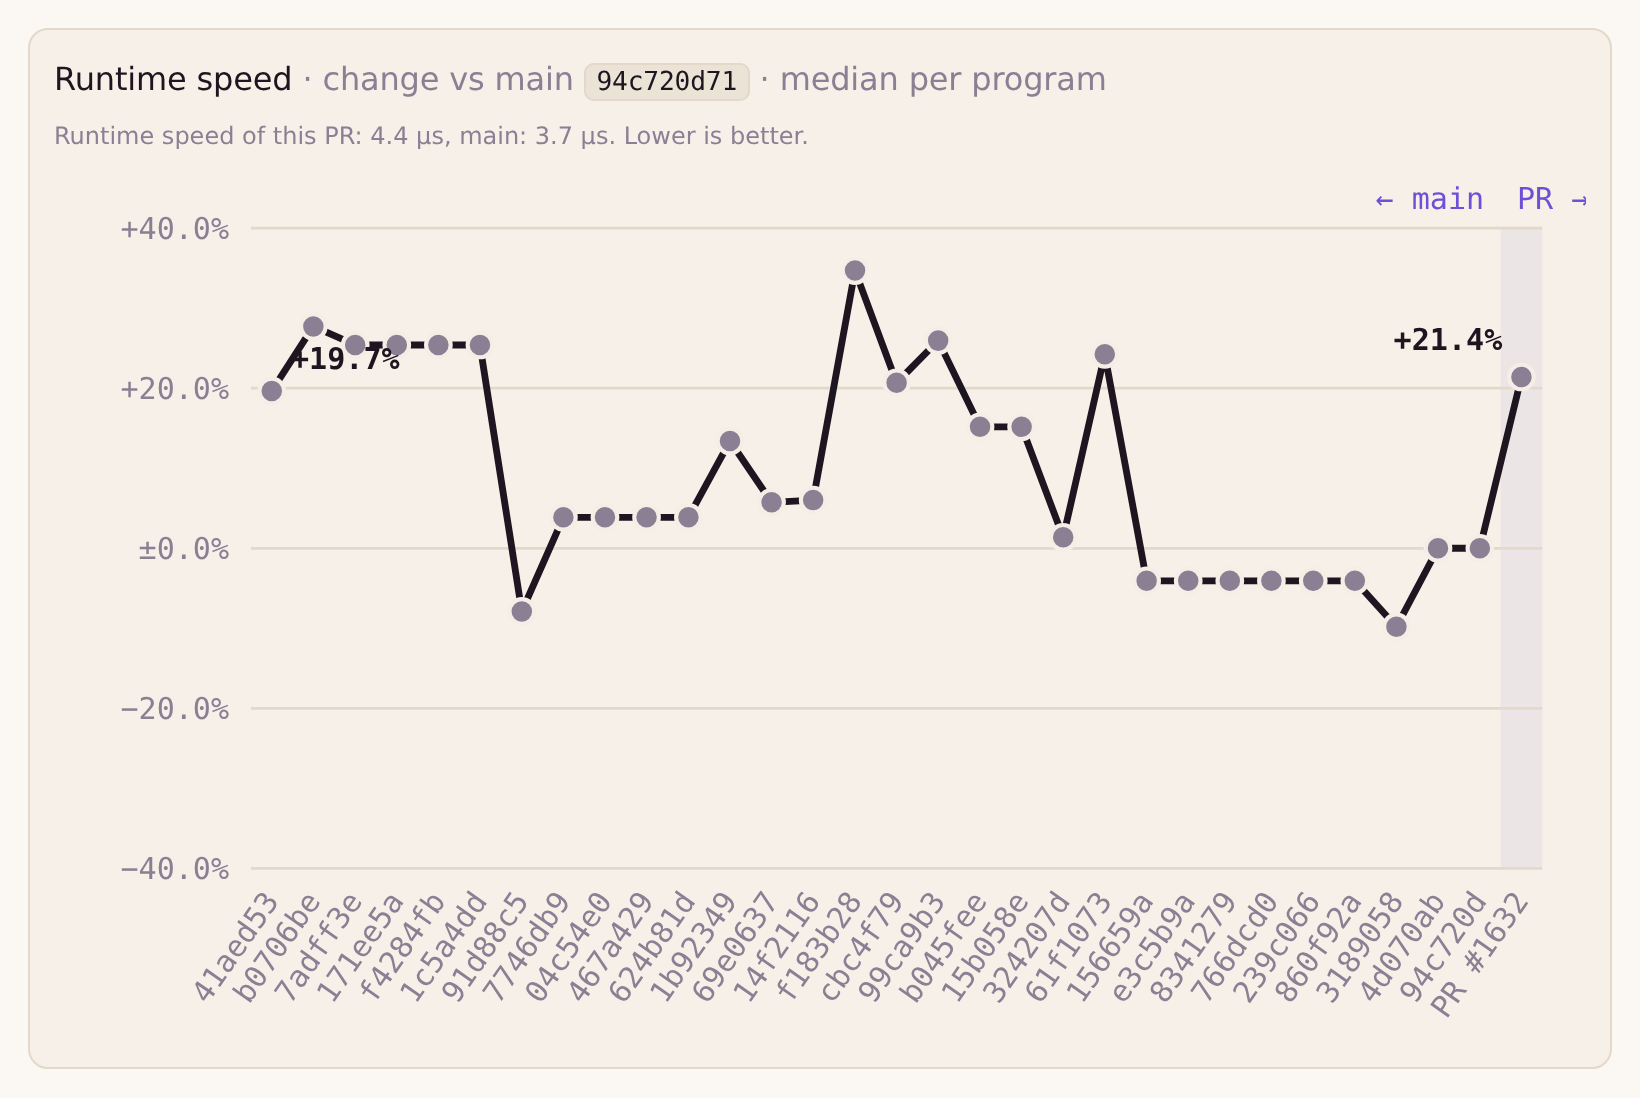 Runtime speed · change vs main 94c720d71 · median per program
Runtime speed of this PR: 4.4 µs, main: 3.7 µs. Lower is better.
← main PR →
+40.0%
+20.0%
±0.0%
−20.0%
−40.0%
+19.7%
+21.4%
41aed53
b0706be
7adff3e
171ee5a
f4284fb
1c5a4dd
91d88c5
7746db9
04c54e0
467a429
624b81d
1b92349
69e0637
14f2116
f183b28
cbc4f79
99ca9b3
b045fee
15b058e
324207d
61f1073
156659a
e3c5b9a
8341279
766dcd0
239c066
860f92a
3189058
4d070ab
94c720d
PR #1632